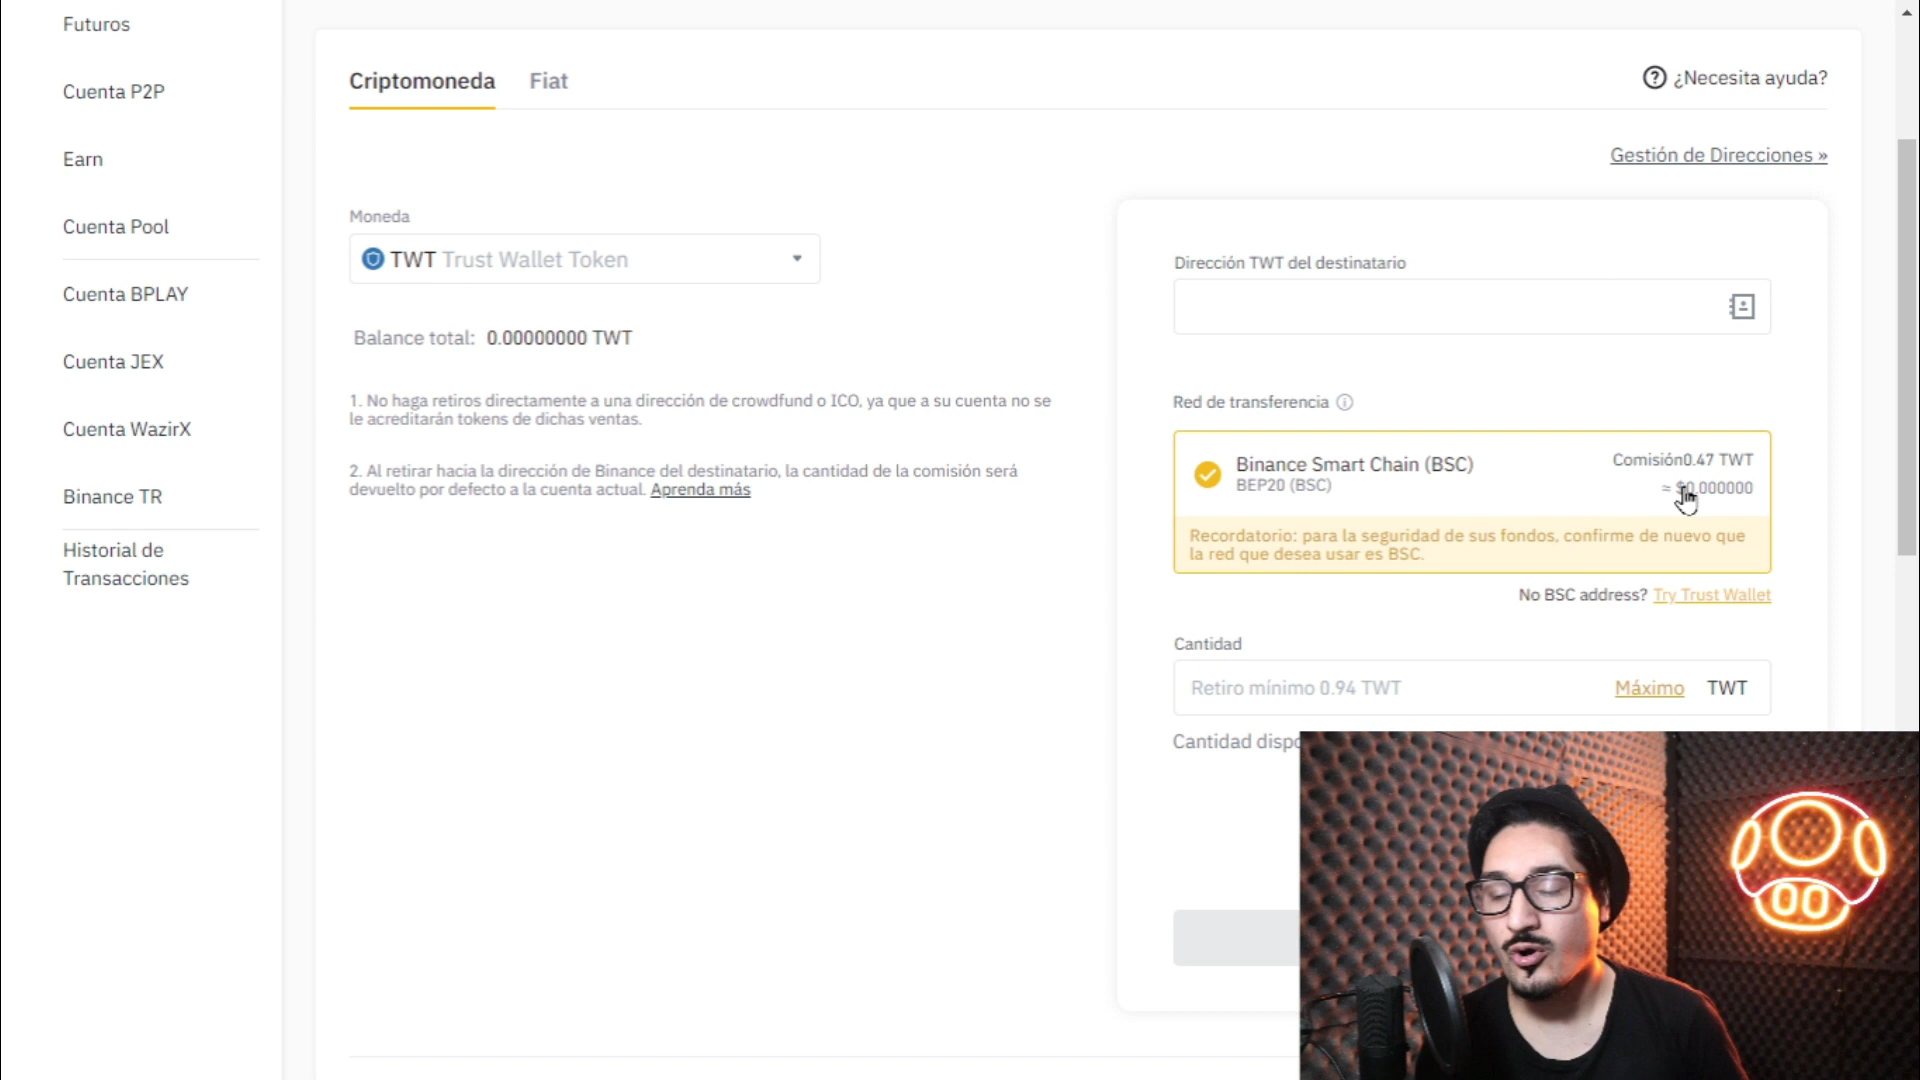 Futuros
Cuenta P2P
Earn
Cuenta Pool
Cuenta BPLAY
Cuenta JEX
Cuenta WazirX
Binance TR
Historial de
Transacciones
Criptomoneda
Fiat
¿Necesita ayuda?
Gestión de Direcciones »
Moneda
TWT Trust Wallet Token
Balance total: 0.00000000 TWT
1. No haga retiros directamente a una dirección de crowdfund o ICO, ya que a su cuenta no se
le acreditarán tokens de dichas ventas.
2. Al retirar hacia la dirección de Binance del destinatario, la cantidad de la comisión será
devuelto por defecto a la cuenta actual. Aprenda más
Dirección TWT del destinatario
Red de transferencia
Binance Smart Chain (BSC)
BEP20 (BSC)
Comisión0.47 TWT
≈ $0.000000
Recordatorio: para la seguridad de sus fondos, confirme de nuevo que
la red que desea usar es BSC.
No BSC address? Try Trust Wallet
Cantidad
Retiro mínimo 0.94 TWT
Máximo
TWT
Cantidad dispo